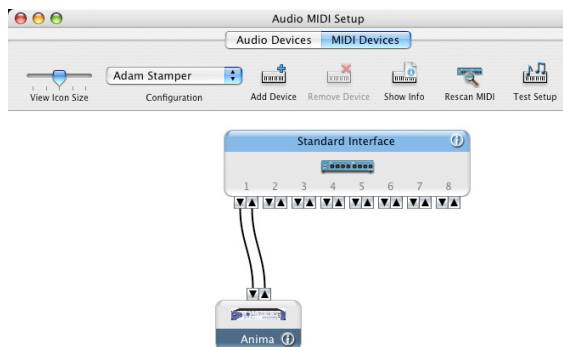 Audio MIDI Setup
Audio Devices MIDI Devices
Adam Stamper
View Icon Size Configuration Add Device Remove Device Show Info Rescan MIDI Test Setup
Standard Interface
1 2 3 4 5 6 7 8
Anima